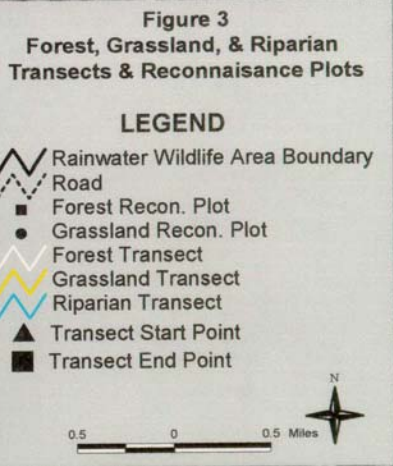 Figure 3
Forest, Grassland, & Riparian
Transects & Reconnaisance Plots
LEGEND
Rainwater Wildlife Area Boundary
Road
Forest Recon. Plot
Grassland Recon. Plot
Forest Transect
Grassland Transect
Riparian Transect
Transect Start Point
Transect End Point
N
0.5 0 0.5 Miles